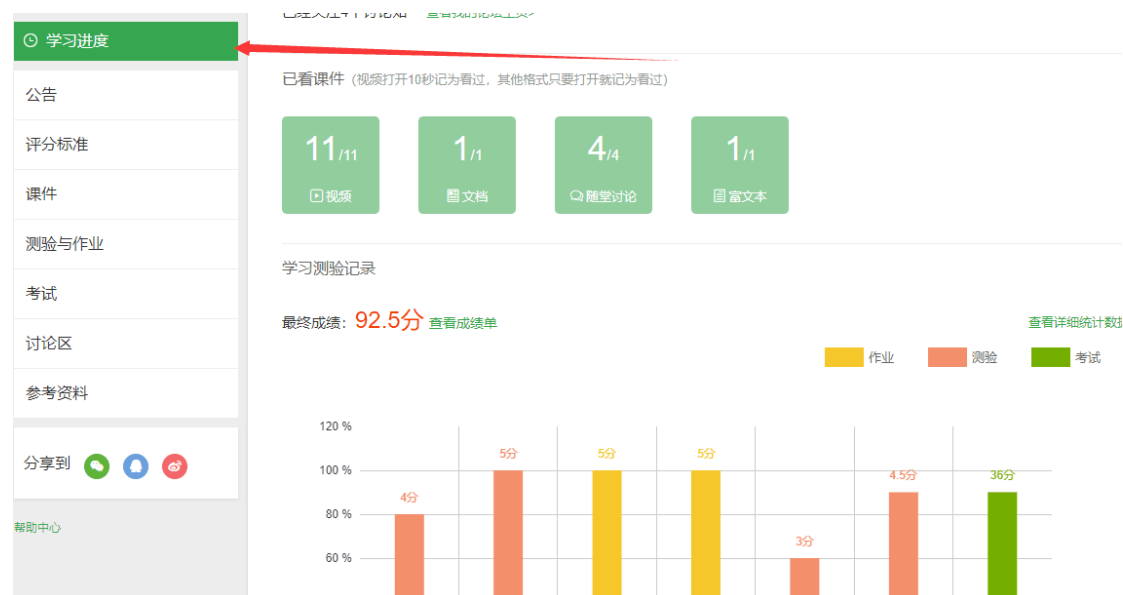 学习进度
公告
评分标准
课件
测验与作业
考试
讨论区
参考资料
分享到
帮助中心
已看课件（视频打开10秒记为看过，其他格式只要打开就记为看过）
11/11
视频
1/1
文档
4/4
随堂讨论
1/1
富文本
学习测验记录
最终成绩：92.5分 查看成绩单
查看详细统计数据
作业 测验 考试
120 %
100 %
80 %
60 %
4分
5分
5分
5分
3分
4.5分
36分